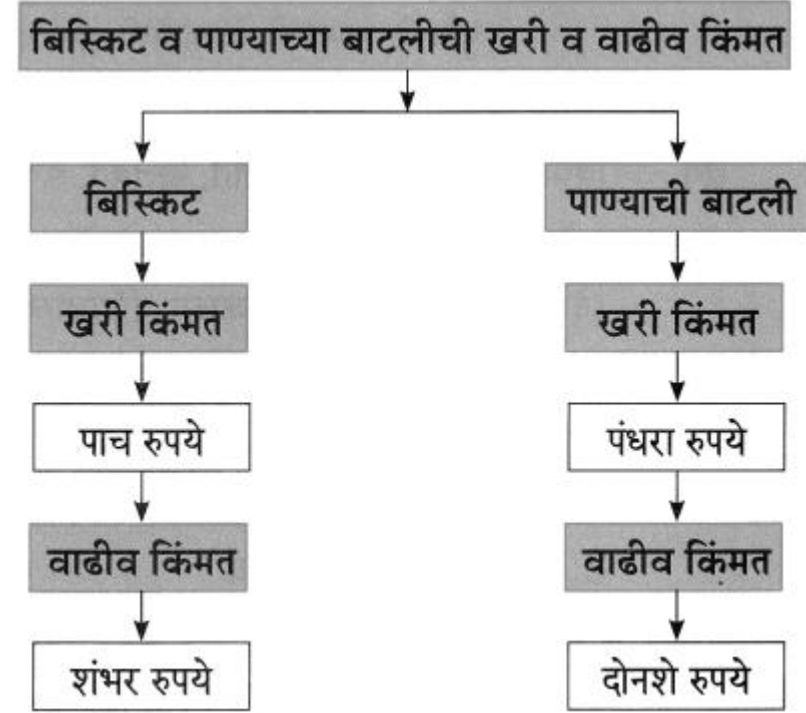 बिस्किट व पाण्याच्या बाटलीची खरी व वाढीव किंमत
बिस्किट
खरी किंमत
पाच रुपये
वाढीव किंमत
शंभर रुपये
पाण्याची बाटली
खरी किंमत
पंधरा रुपये
वाढीव किंमत
दोनशे रुपये